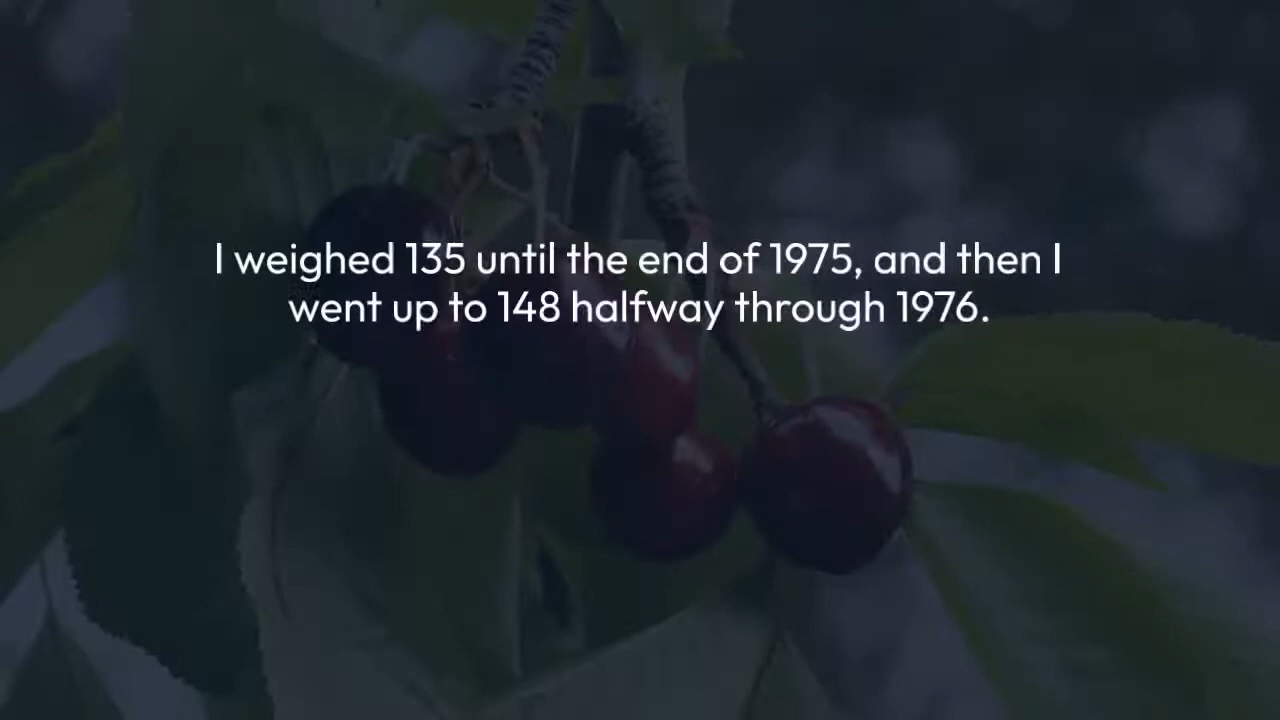 I weighed 135 until the end of 1975, and then I
went up to 148 halfway through 1976.